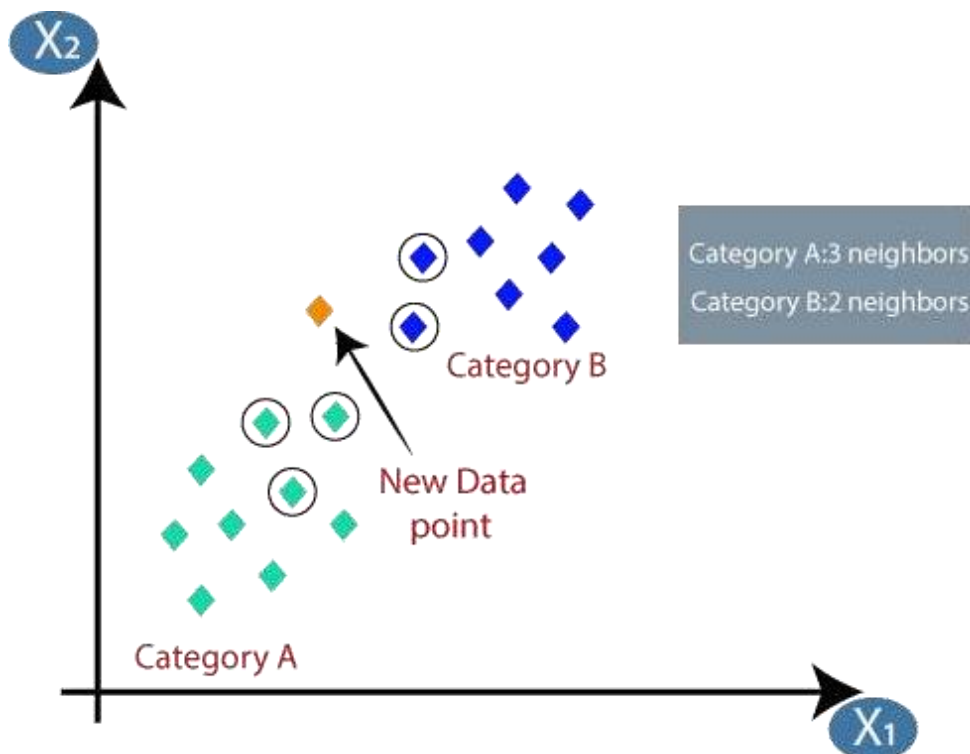 X₂
Category A:3 neighbors
Category B:2 neighbors
Category B
New Data
point
Category A
X₁